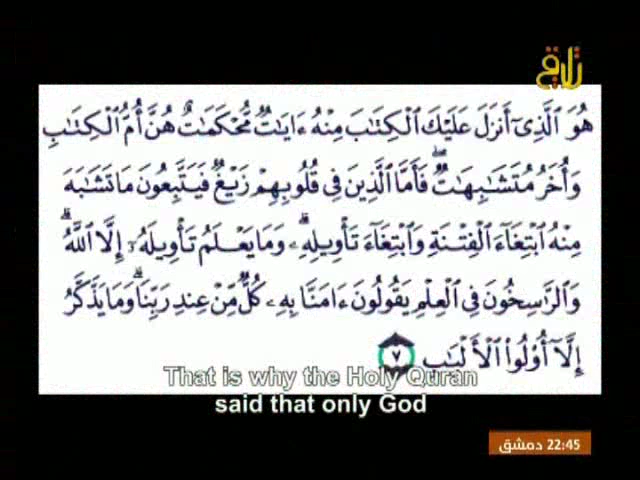 تلاقي
هُوَ ٱلَّذِىٓ أَنزَلَ عَلَيْكَ ٱلْكِتَٰبَ مِنْهُ ءَايَٰتٌ مُّحْكَمَٰتٌ هُنَّ أُمُّ ٱلْكِتَٰبِ
وَأُخَرُ مُتَشَٰبِهَٰتٌ ۖ فَأَمَّا ٱلَّذِينَ فِى قُلُوبِهِمْ زَيْغٌ فَيَتَّبِعُونَ مَا تَشَٰبَهَ
مِنْهُ ٱبْتِغَآءَ ٱلْفِتْنَةِ وَٱبْتِغَآءَ تَأْوِيلِهِۦ ۗ وَمَا يَعْلَمُ تَأْوِيلَهُۥٓ إِلَّا ٱللَّهُ ۗ
وَٱلرَّٰسِخُونَ فِى ٱلْعِلْمِ يَقُولُونَ ءَامَنَّا بِهِۦ كُلٌّ مِّنْ عِندِ رَبِّنَا ۗ وَمَا يَذَّكَّرُ
إِلَّآ أُو۟لُوا۟ ٱلْأَلْبَٰبِ ٧
That is why the Holy Quran
said that only God
22:45 دمشق